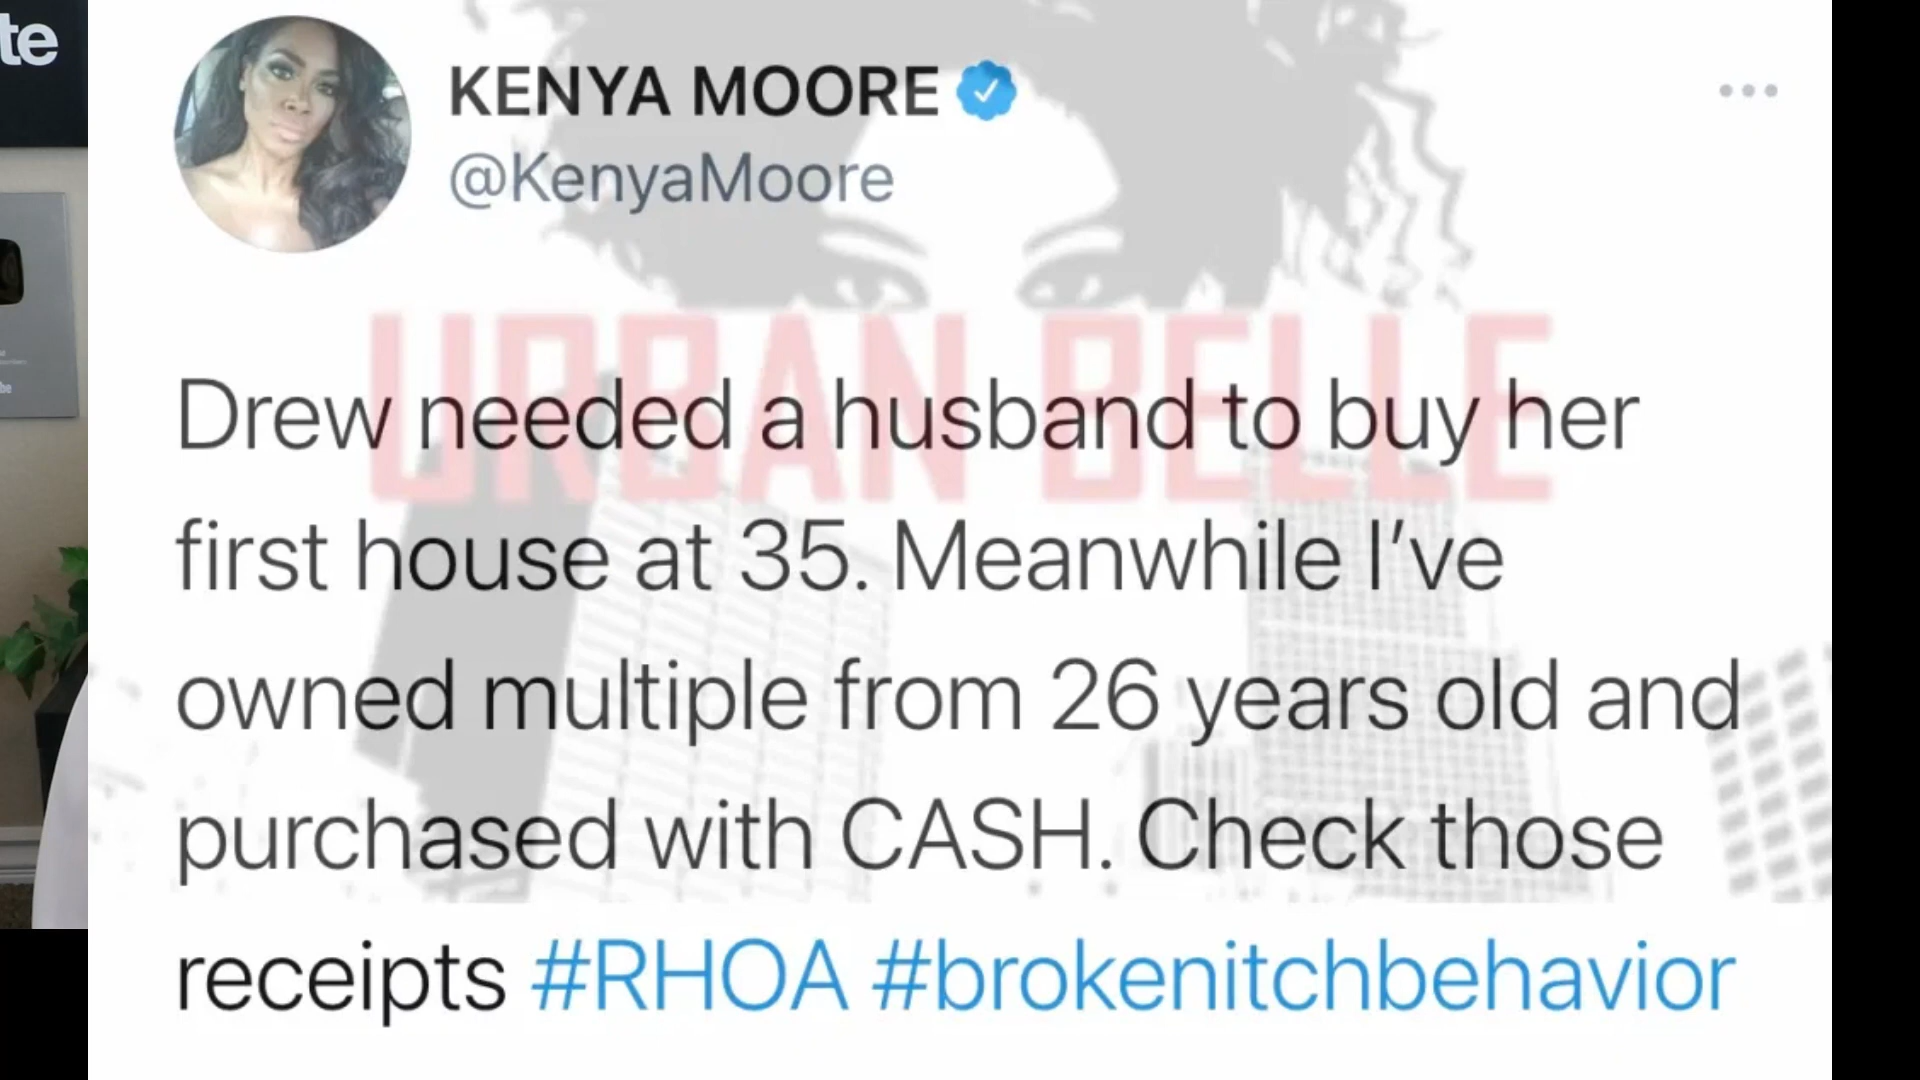 te
KENYA MOORE
@KenyaMoore
URBAN BELLE
Drew needed a husband to buy her
first house at 35. Meanwhile I've
owned multiple from 26 years old and
purchased with CASH. Check those
receipts #RHOA #brokenitchbehavior